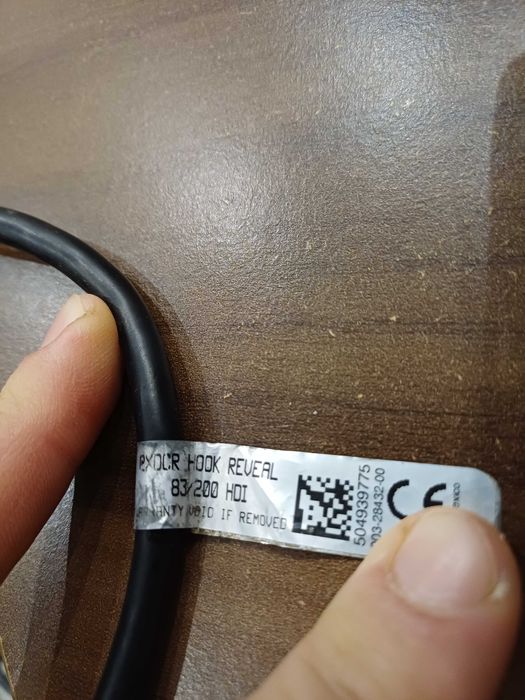 HOOK REVEAL
83/200 HDI
VOID IF REMOVED
504939775
CE